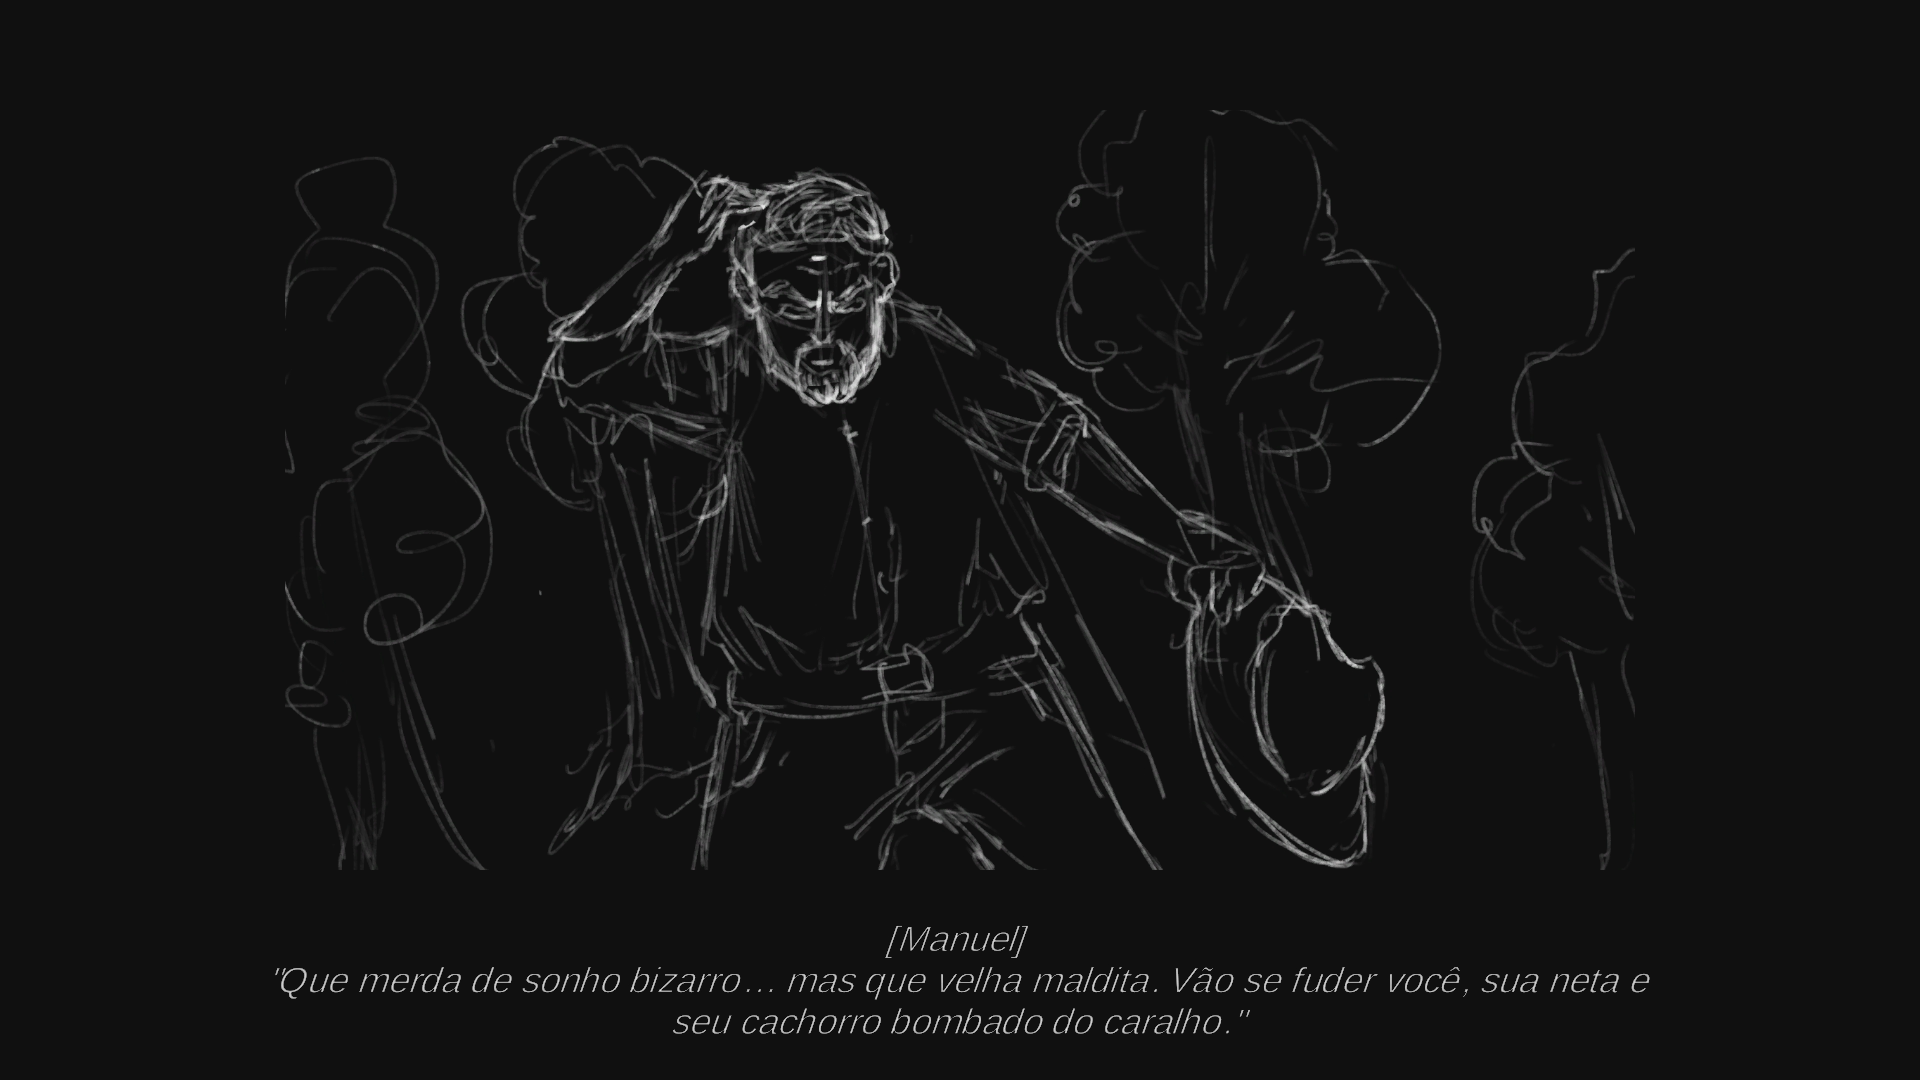 [Manuel]
"Que merda de sonho bizarro... mas que velha maldita. Vão se fuder você, sua neta e
seu cachorro bombado do caralho."